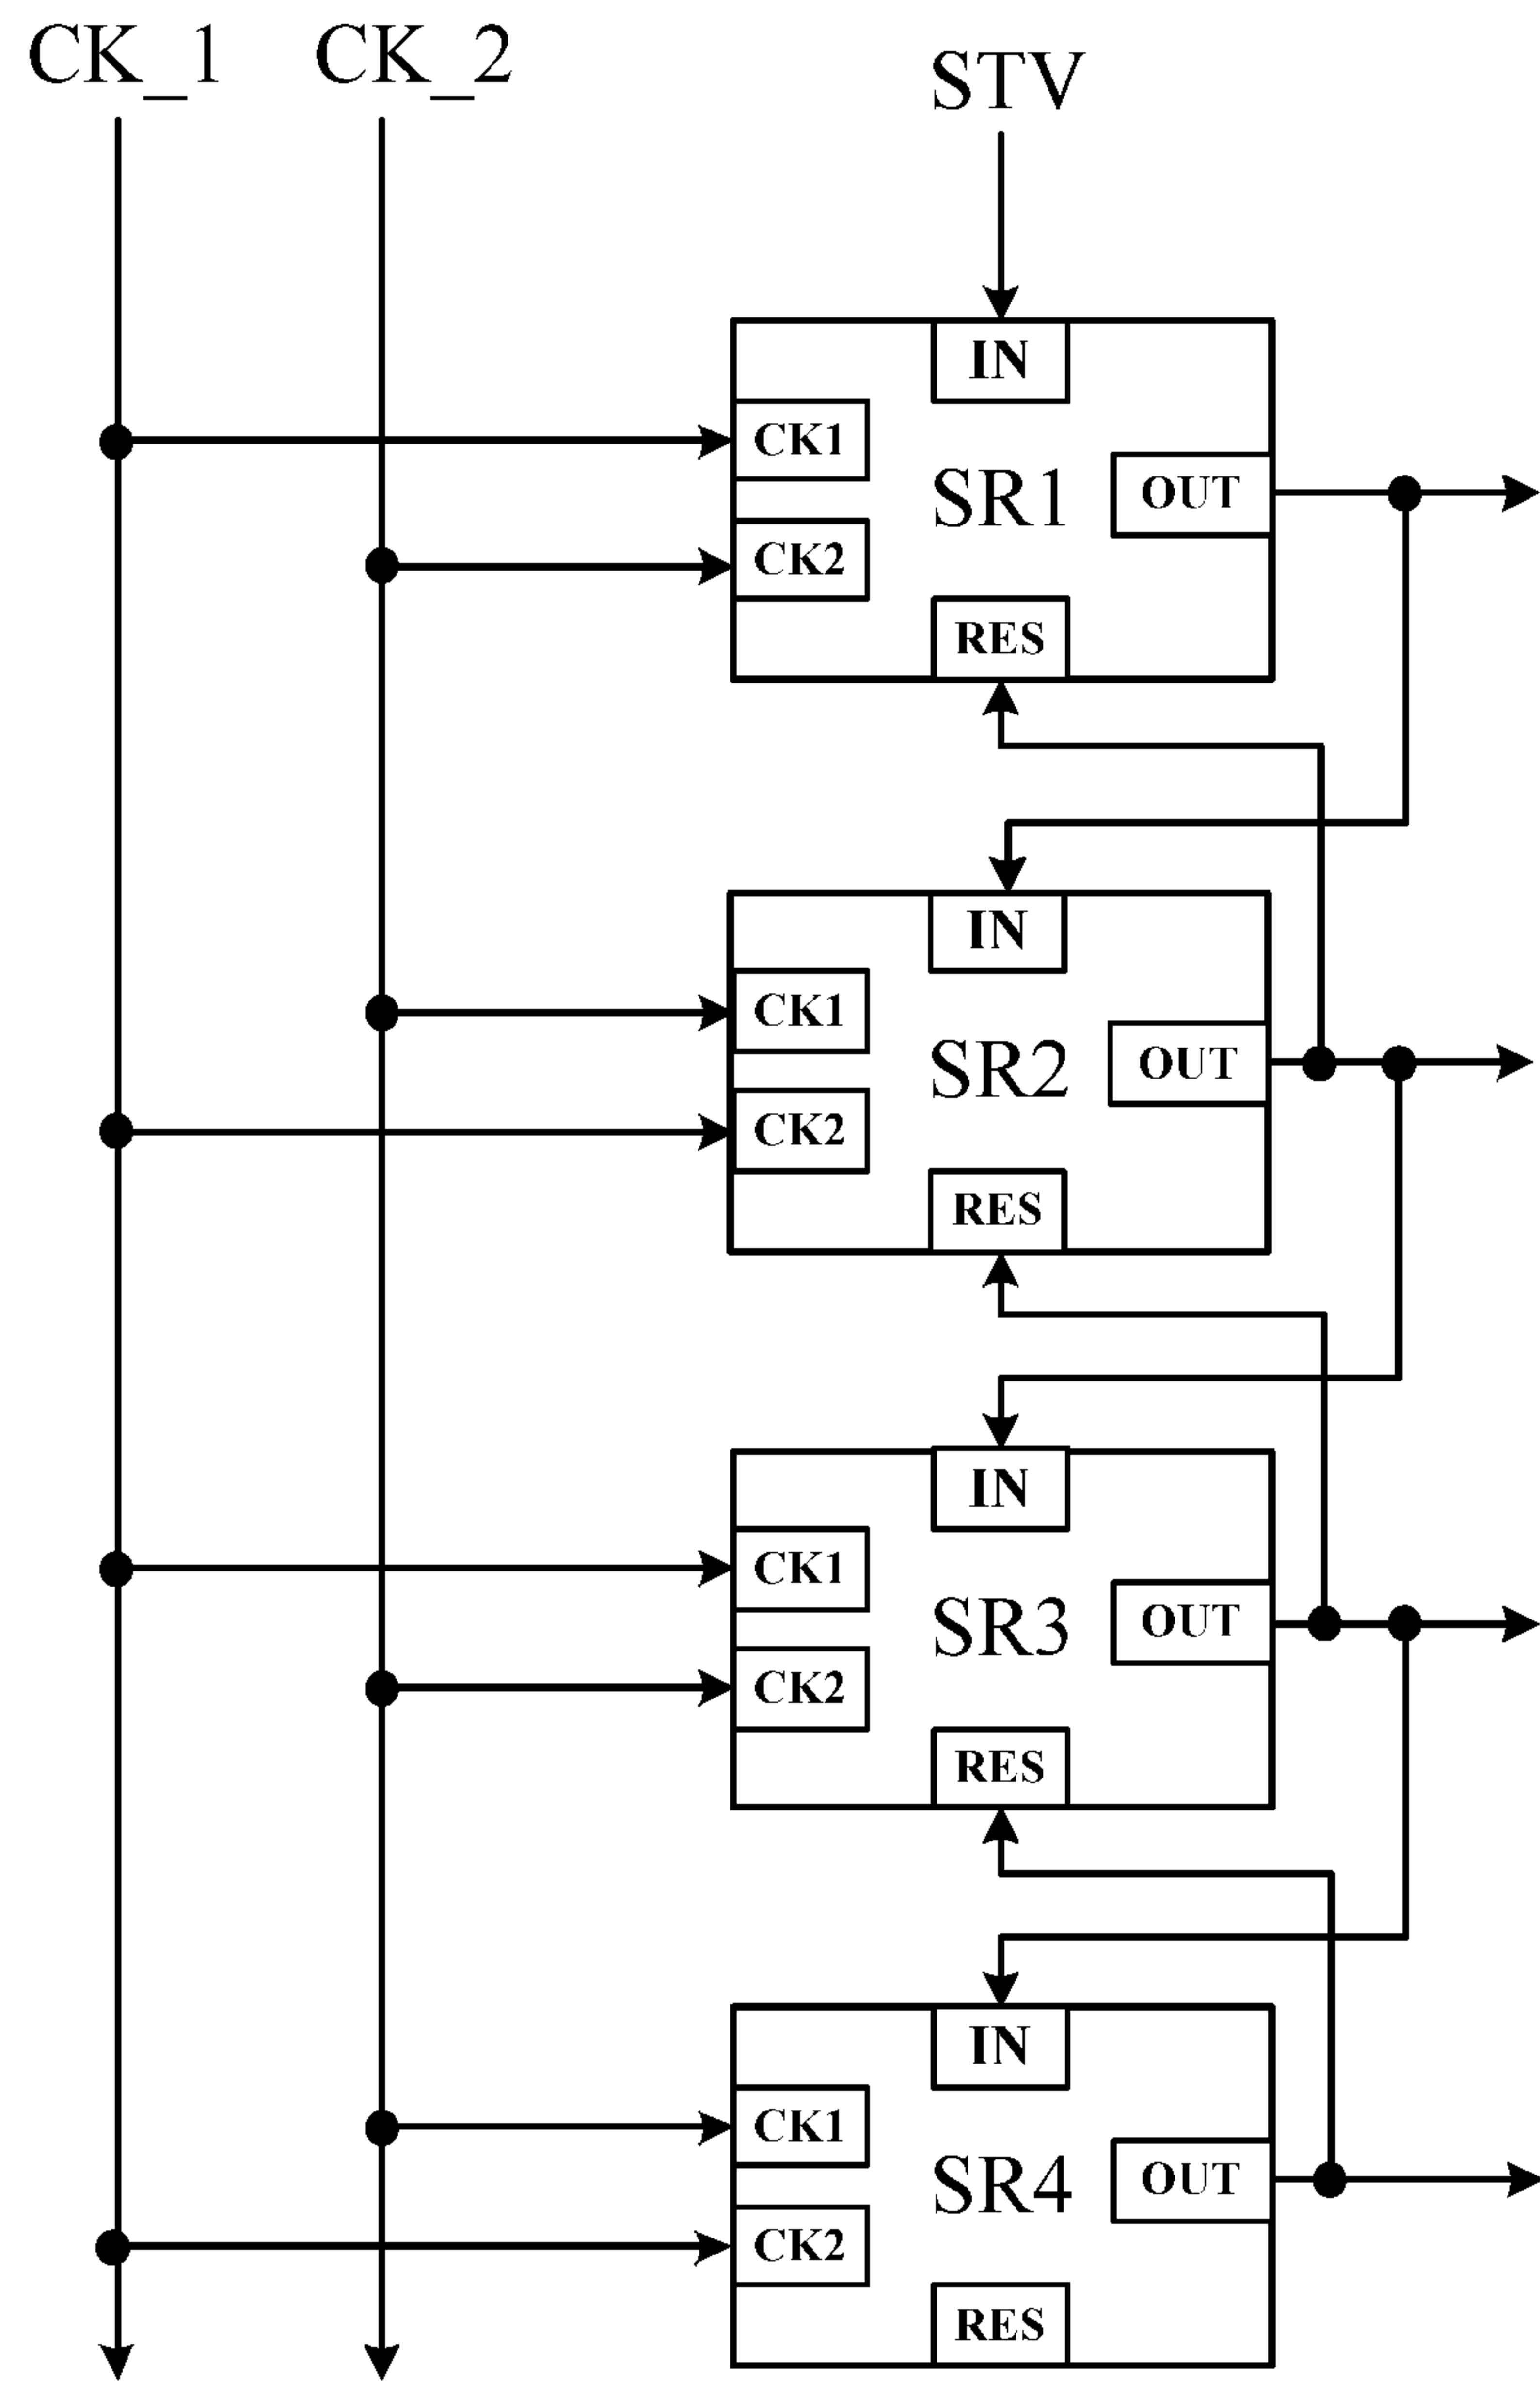 CK_1 CK_2 STV
IN
CK1
SR1 OUT
CK2
RES
IN
CK1
SR2 OUT
CK2
RES
IN
CK1
SR3 OUT
CK2
RES
IN
CK1
SR4 OUT
CK2
RES